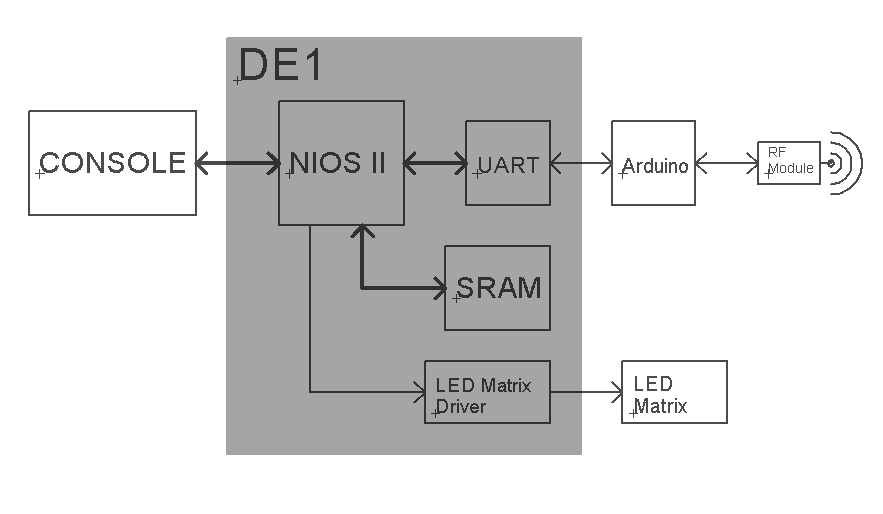 DE1
CONSOLE
NIOS II
UART
Arduino
RF
Module
SRAM
LED Matrix
Driver
LED
Matrix